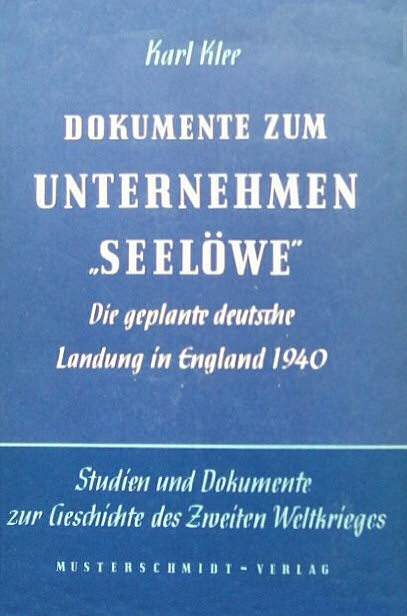 Karl Klee
DOKUMENTE ZUM
UNTERNEHMEN
„SEELÖWE"
Die geplante deutsche
Landung in England 1940
Studien und Dokumente
zur Geschichte des Zweiten Weltkrieges
MUSTERSCHMIDT-VERLAG